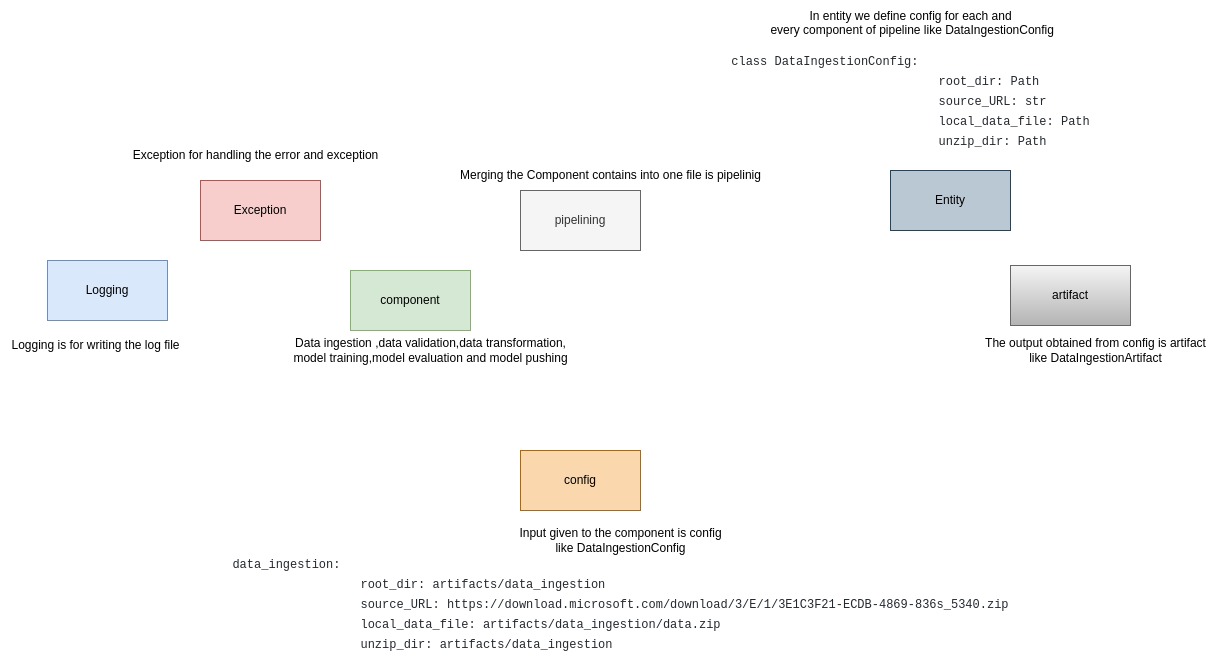 In entity we define config for each and
every component of pipeline like DataIngestionConfig
class DataIngestionConfig:
root_dir: Path
source_URL: str
local_data_file: Path
unzip_dir: Path
Exception for handling the error and exception
Merging the Component contains into one file is pipelinig
Exception
pipelining
Entity
Logging
component
artifact
Logging is for writing the log file
Data ingestion ,data validation,data transformation,
model training,model evaluation and model pushing
The output obtained from config is artifact
like DataIngestionArtifact
config
Input given to the component is config
like DataIngestionConfig
data_ingestion:
root_dir: artifacts/data_ingestion
source_URL: https://download.microsoft.com/download/3/E/1/3E1C3F21-ECDB-4869-836s_5340.zip
local_data_file: artifacts/data_ingestion/data.zip
unzip_dir: artifacts/data_ingestion